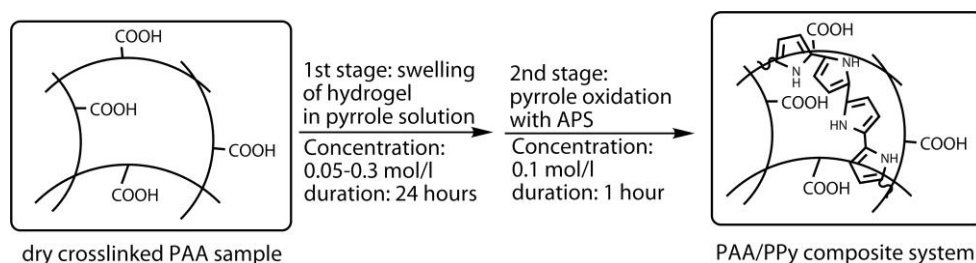 COOH
COOH
COOH
COOH
dry crosslinked PAA sample
1st stage: swelling
of hydrogel
in pyrrole solution
Concentration:
0.05-0.3 mol/l
duration: 24 hours
2nd stage:
pyrrole oxidation
with APS
Concentration:
0.1 mol/l
duration: 1 hour
COOH
NH
N
H
COOH
HN
COOH
NH
COOH
PAA/PPy composite system